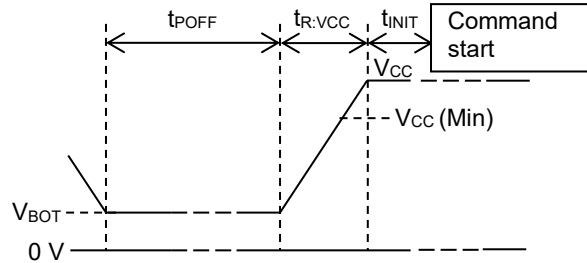 tPOFF
tR:VCC
tINIT
Command
start
VCC
VCC (Min)
VBOT
0 V